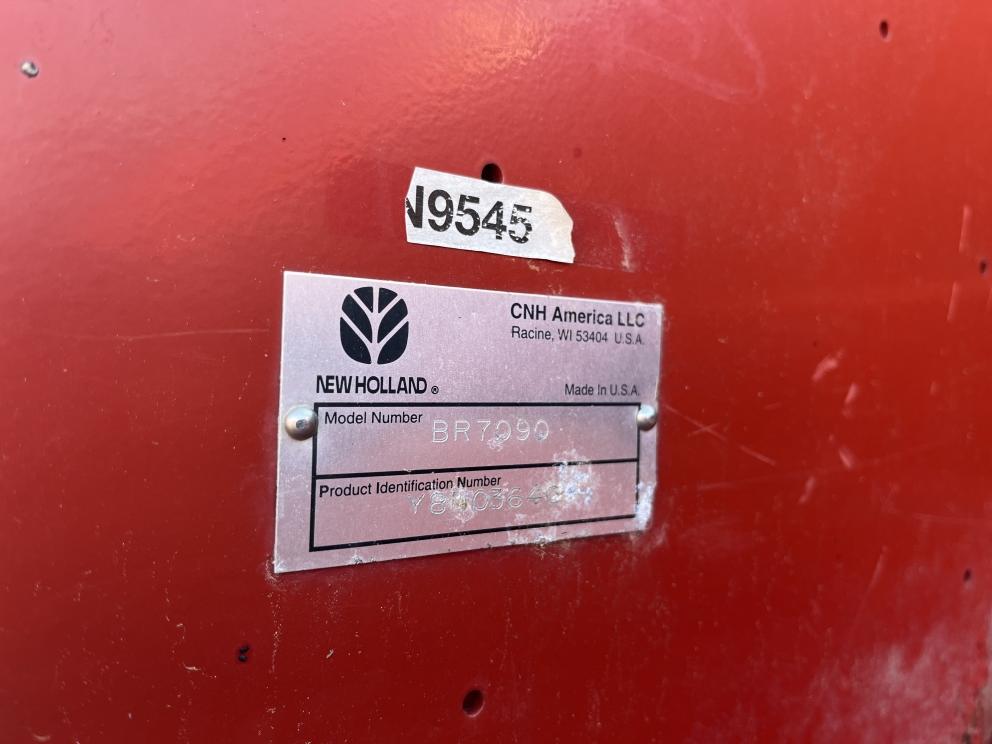 N9545
CNH America LLC
Racine, WI 53404 U.S.A.
NEW HOLLAND ®
Made In U.S.A.
Model Number
BR7090
Product Identification Number